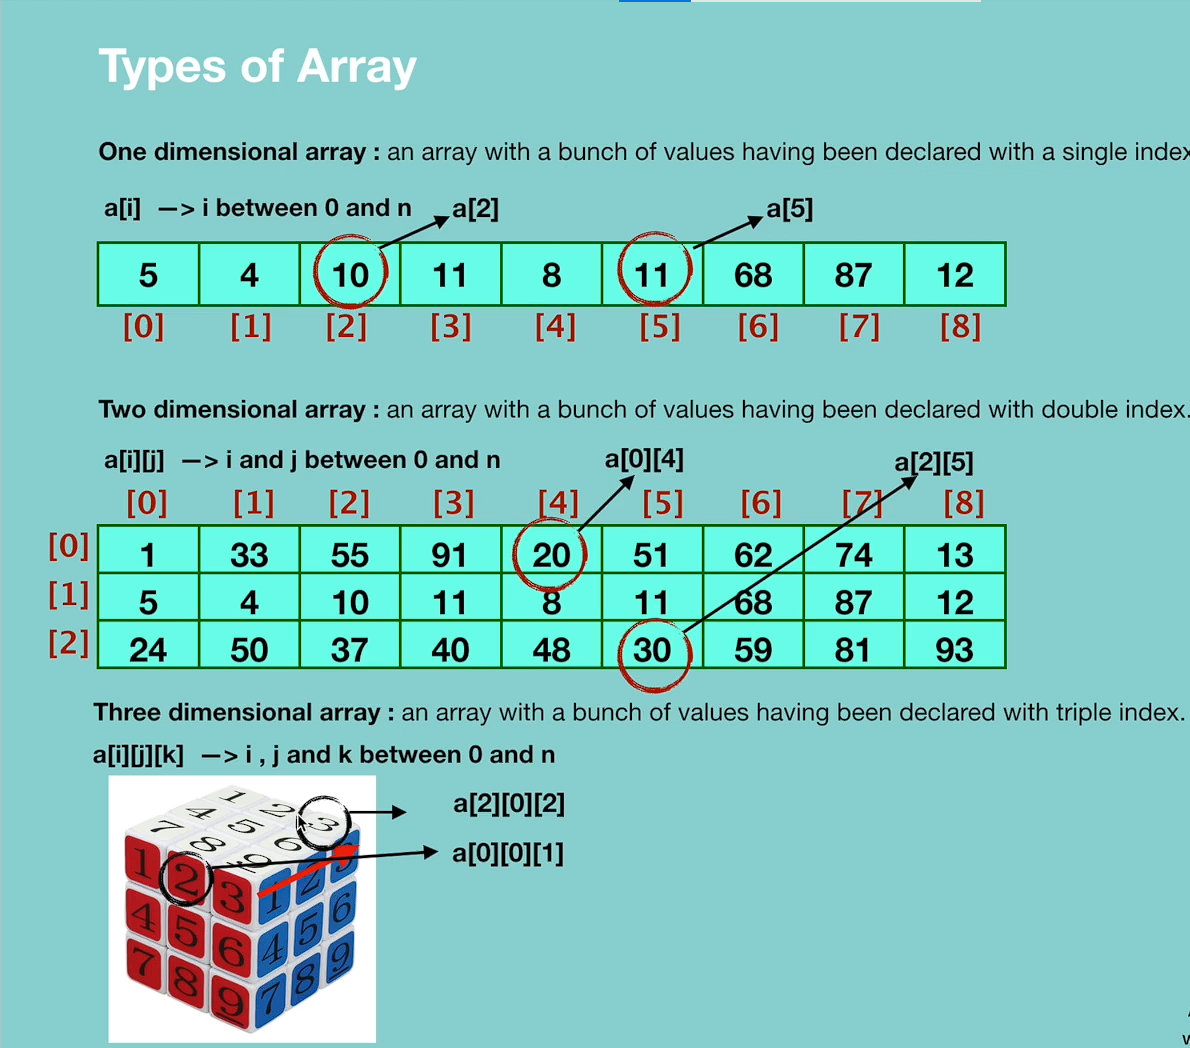 Types of Array
One dimensional array : an array with a bunch of values having been declared with a single index
a[i] —> i between 0 and n a[2] a[5]
5 4 10 11 8 11 68 87 12
[0] [1] [2] [3] [4] [5] [6] [7] [8]
Two dimensional array : an array with a bunch of values having been declared with double index.
a[i][j] —> i and j between 0 and n a[0][4] a[2][5]
[0] [1] [2] [3] [4] [5] [6] [7] [8]
[0] 1 33 55 91 20 51 62 74 13
[1] 5 4 10 11 8 11 68 87 12
[2] 24 50 37 40 48 30 59 81 93
Three dimensional array : an array with a bunch of values having been declared with triple index.
a[i][j][k] —> i , j and k between 0 and n
a[2][0][2]
a[0][0][1]
1 2 3
4 5 6
7 8 9
1 2 3
4 5 6
7 8 9
1 2 3
4 5 6
7 8 9